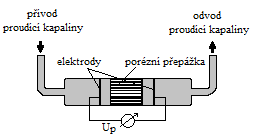 přívod
proudící kapaliny
odvod
proudící kapaliny
elektrody
porézní přepážka
Up